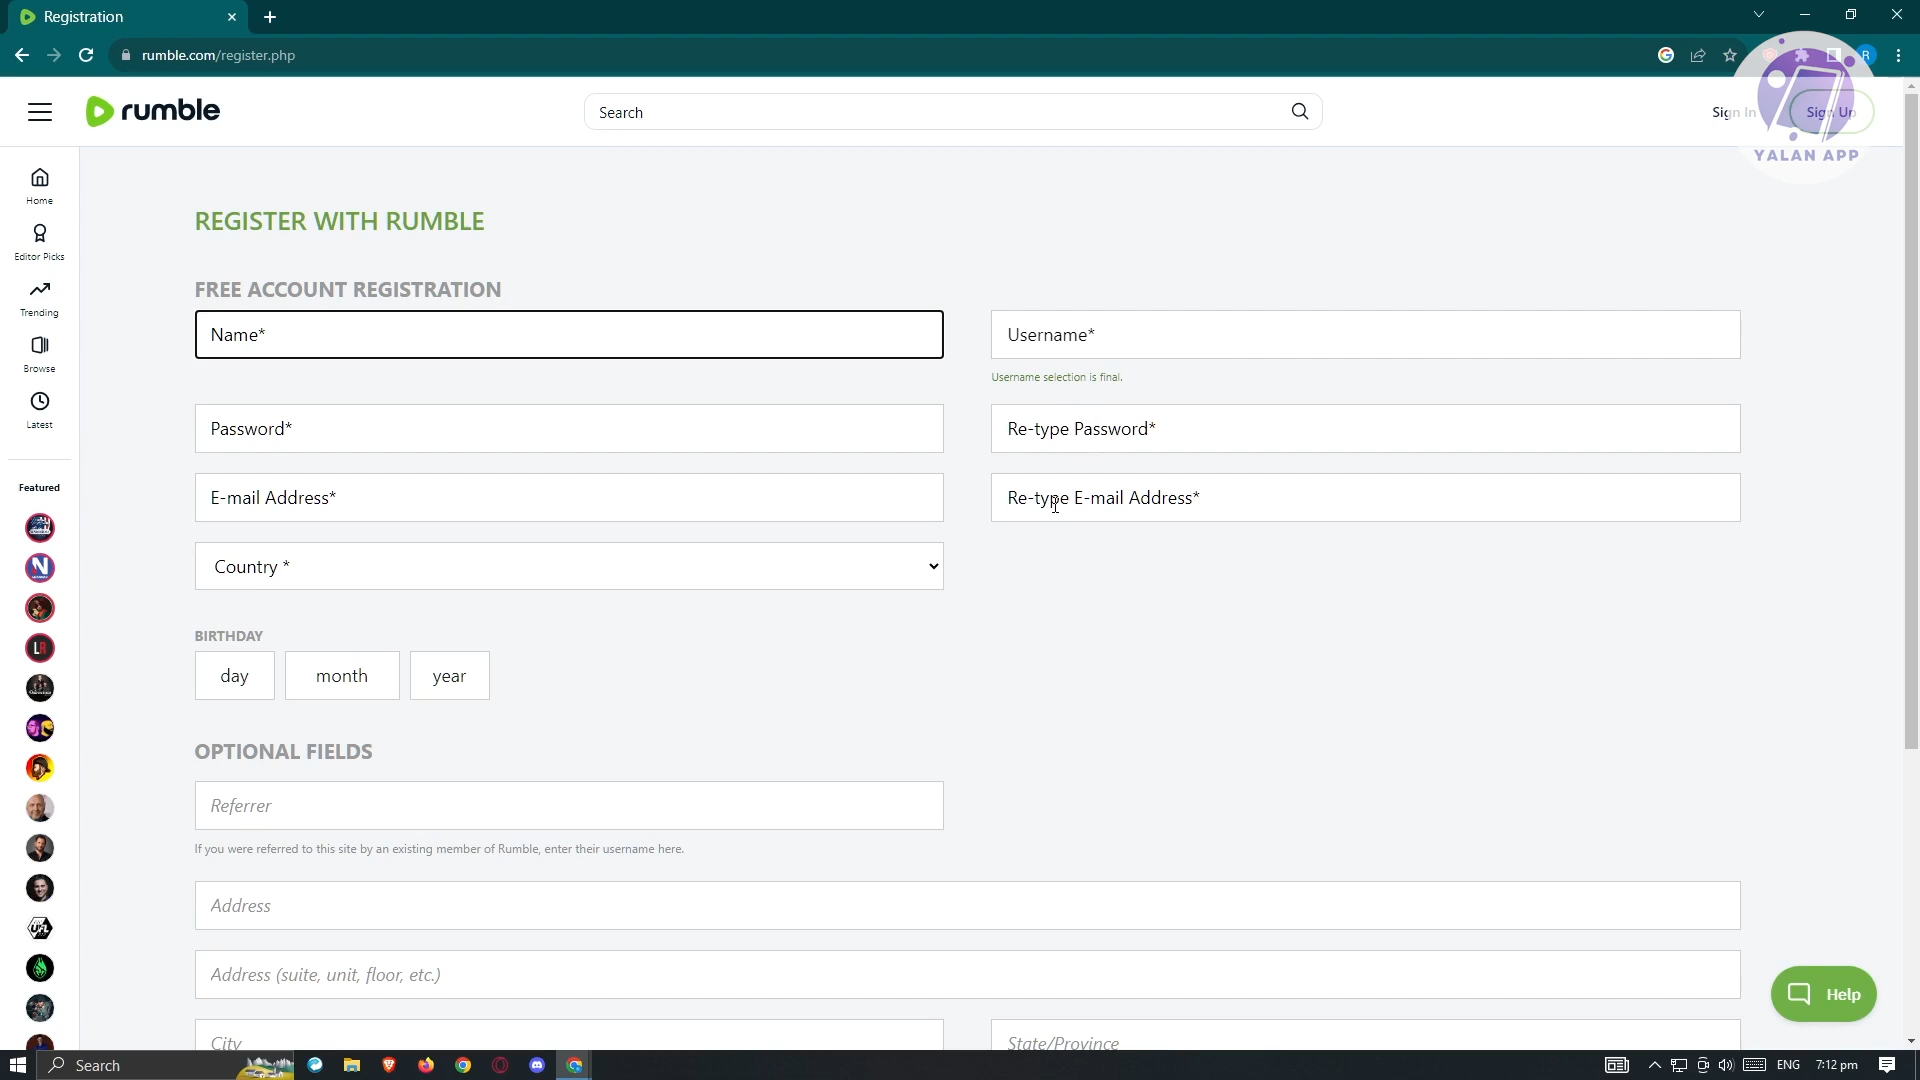 Registration
rumble.com/register.php
R
rumble
Search
Sign In
Sign Up
YALAN APP
Home
Editor Picks
Trending
Browse
Latest
Featured
REGISTER WITH RUMBLE
FREE ACCOUNT REGISTRATION
Name*
Username*
Username selection is final.
Password*
Re-type Password*
E-mail Address*
Re-type E-mail Address*
Country *
BIRTHDAY
day
month
year
OPTIONAL FIELDS
Referrer
If you were referred to this site by an existing member of Rumble, enter their username here.
Address
Address (suite, unit, floor, etc.)
City
State/Province
N
LR
UFL
Help
Search
ENG
7:12 pm